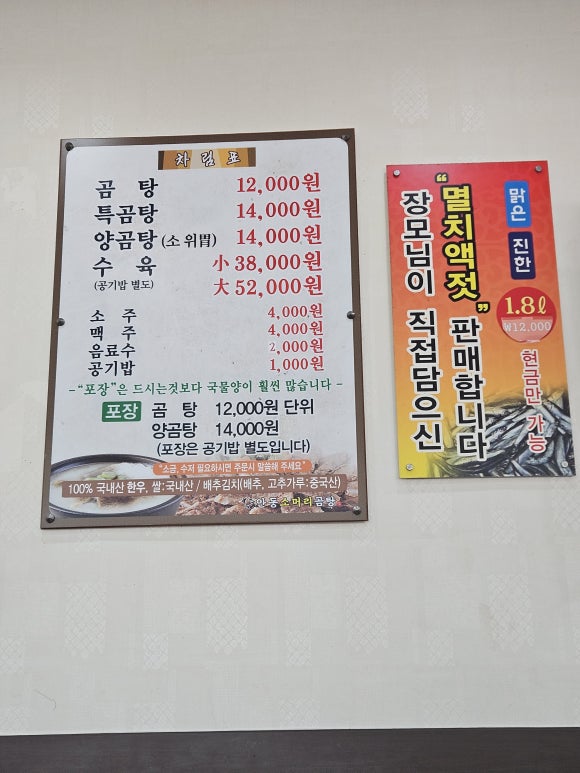 차림표
곰 탕 12,000원
특곰탕 14,000원
양곰탕(소 위胃) 14,000원
수 육 小 38,000원
(공기밥 별도) 大 52,000원
소 주 4,000원
맥 주 4,000원
음료수 2,000원
공기밥 1,000원
-"포장"은 드시는것보다 국물양이 훨씬 많습니다-
포장 곰 탕 12,000원 단위
양곰탕 14,000원
(포장은 공기밥 별도입니다)
"소금, 수저 필요하시면 주문시 말씀해 주세요"
100% 국내산 한우, 쌀:국내산 / 배추김치(배추, 고추가루:중국산)
안동소머리곰탕
맑은 진한
"멸치액젓" 판매합니다
장모님이 직접담으신
1.8ℓ
₩12,000
현금만 가능